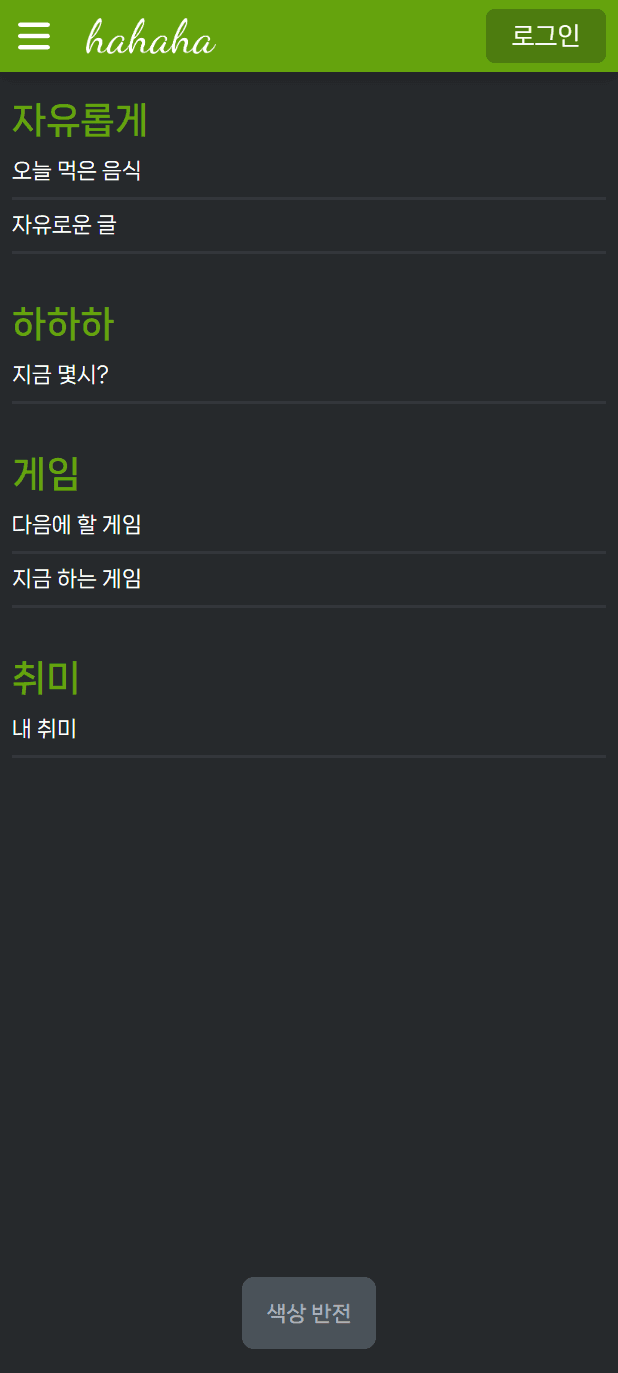 hahaha
로그인
자유롭게
오늘 먹은 음식
자유로운 글
하하하
지금 몇시?
게임
다음에 할 게임
지금 하는 게임
취미
내 취미
색상 반전